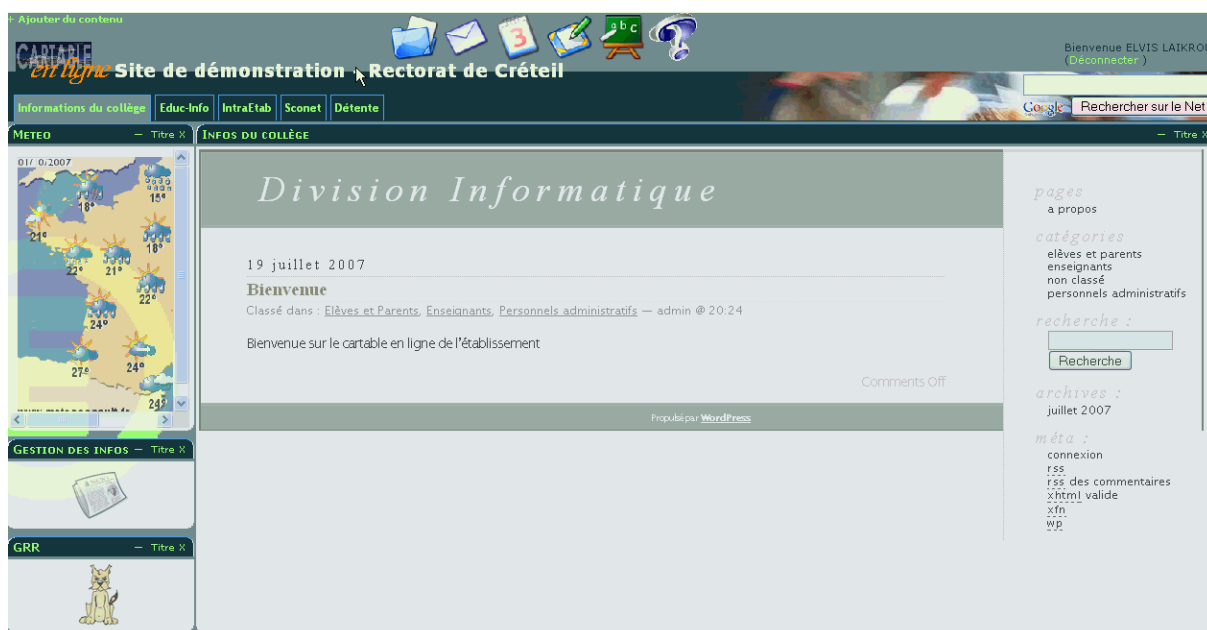 + Ajouter du contenu
CARTABLE
en ligne Site de démonstration Rectorat de Créteil
3
a b c
Bienvenue ELVIS LAIKRO
(Déconnecter )
Informations du collège Educ-Info IntraEtab Sconet Détente
Google Rechercher sur le Net
METEO — Titre X
INFOS DU COLLÈGE — Titre X
15°
18°
21°
18°
22° 21°
22°
24°
27° 24°
24°
Division Informatique
19 juillet 2007
Bienvenue
Classé dans : Elèves et Parents, Enseignants, Personnels administratifs — admin @ 20:24
Bienvenue sur le cartable en ligne de l'établissement
Comments Off
Propulsé par WordPress
pages
a propos
catégories
elèves et parents
enseignants
non classé
personnels administratifs
recherche :
Recherche
archives :
juillet 2007
méta :
connexion
rss
rss des commentaires
xhtml valide
xfn
wp
GESTION DES INFOS — Titre X
GRR — Titre X